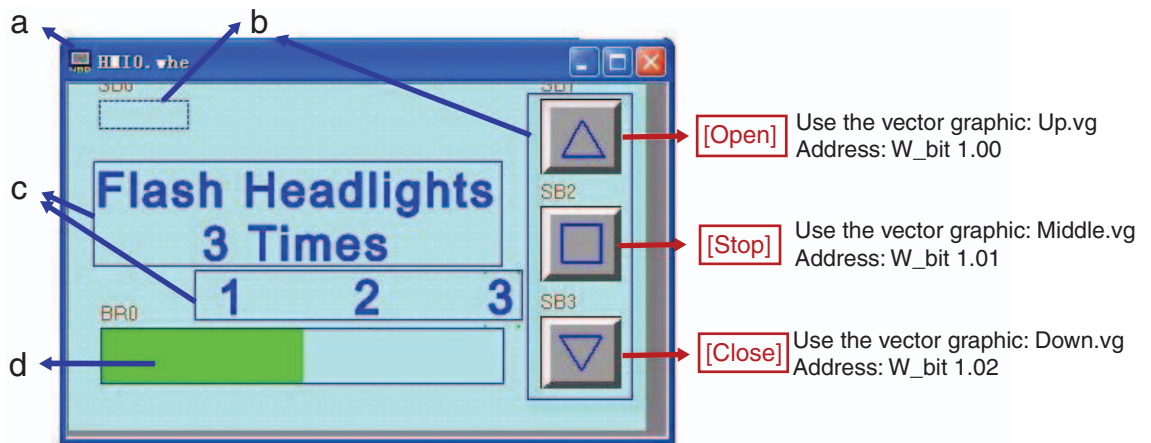 a
b
HMI0.whe
SB0
SB1
[Open]
Use the vector graphic: Up.vg
Address: W_bit 1.00
c
Flash Headlights
3 Times
SB2
[Stop]
Use the vector graphic: Middle.vg
Address: W_bit 1.01
1 2 3
BR0
SB3
d
[Close]
Use the vector graphic: Down.vg
Address: W_bit 1.02